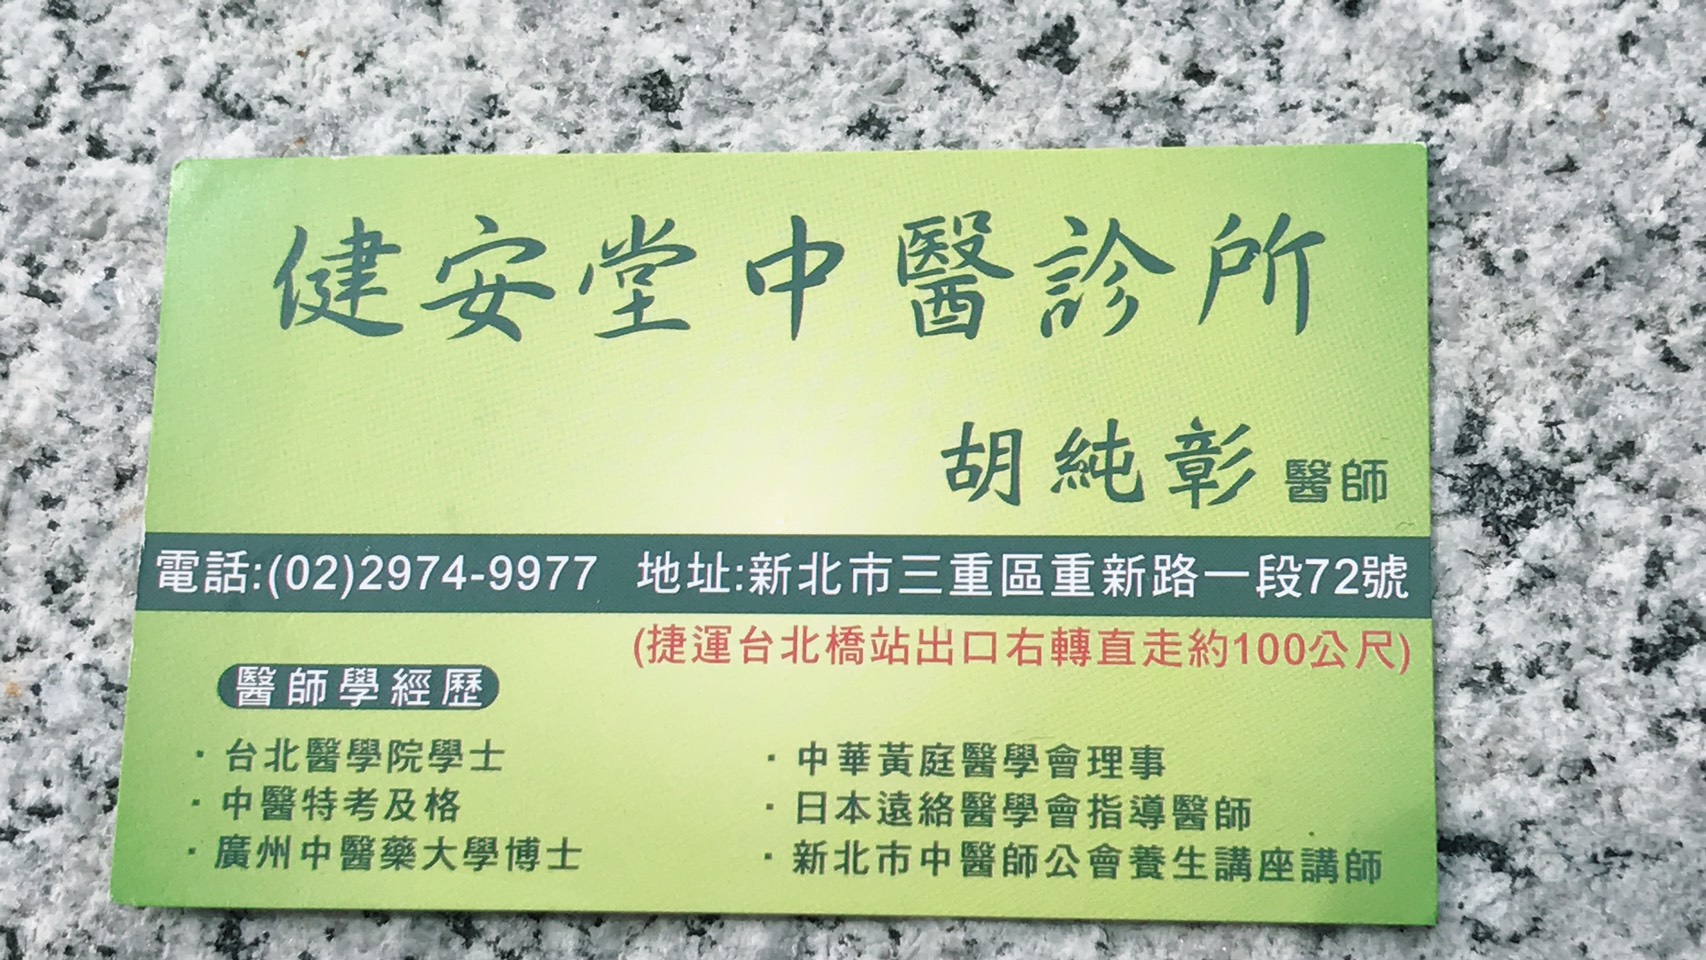 健安堂中醫診所
胡純彰 醫師
電話:(02)2974-9977 地址:新北市三重區重新路一段72號
(捷運台北橋站出口右轉直走約100公尺)
醫師學經歷
·台北醫學院學士
·中醫特考及格
·廣州中醫藥大學博士
·中華黃庭醫學會理事
·日本遠絡醫學會指導醫師
·新北市中醫師公會養生講座講師